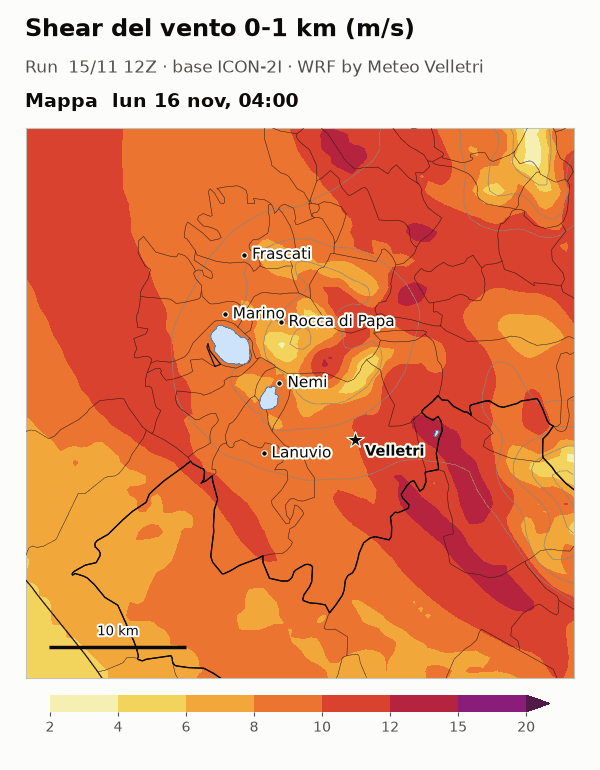 Shear del vento 0-1 km (m/s)
Run  15/11 12Z · base ICON-2I · WRF by Meteo Velletri
Mappa  lun 16 nov, 04:00
Frascati
Marino
Rocca di Papa
Nemi
Velletri
Lanuvio
10 km
2 4 6 8 10 12 15 20